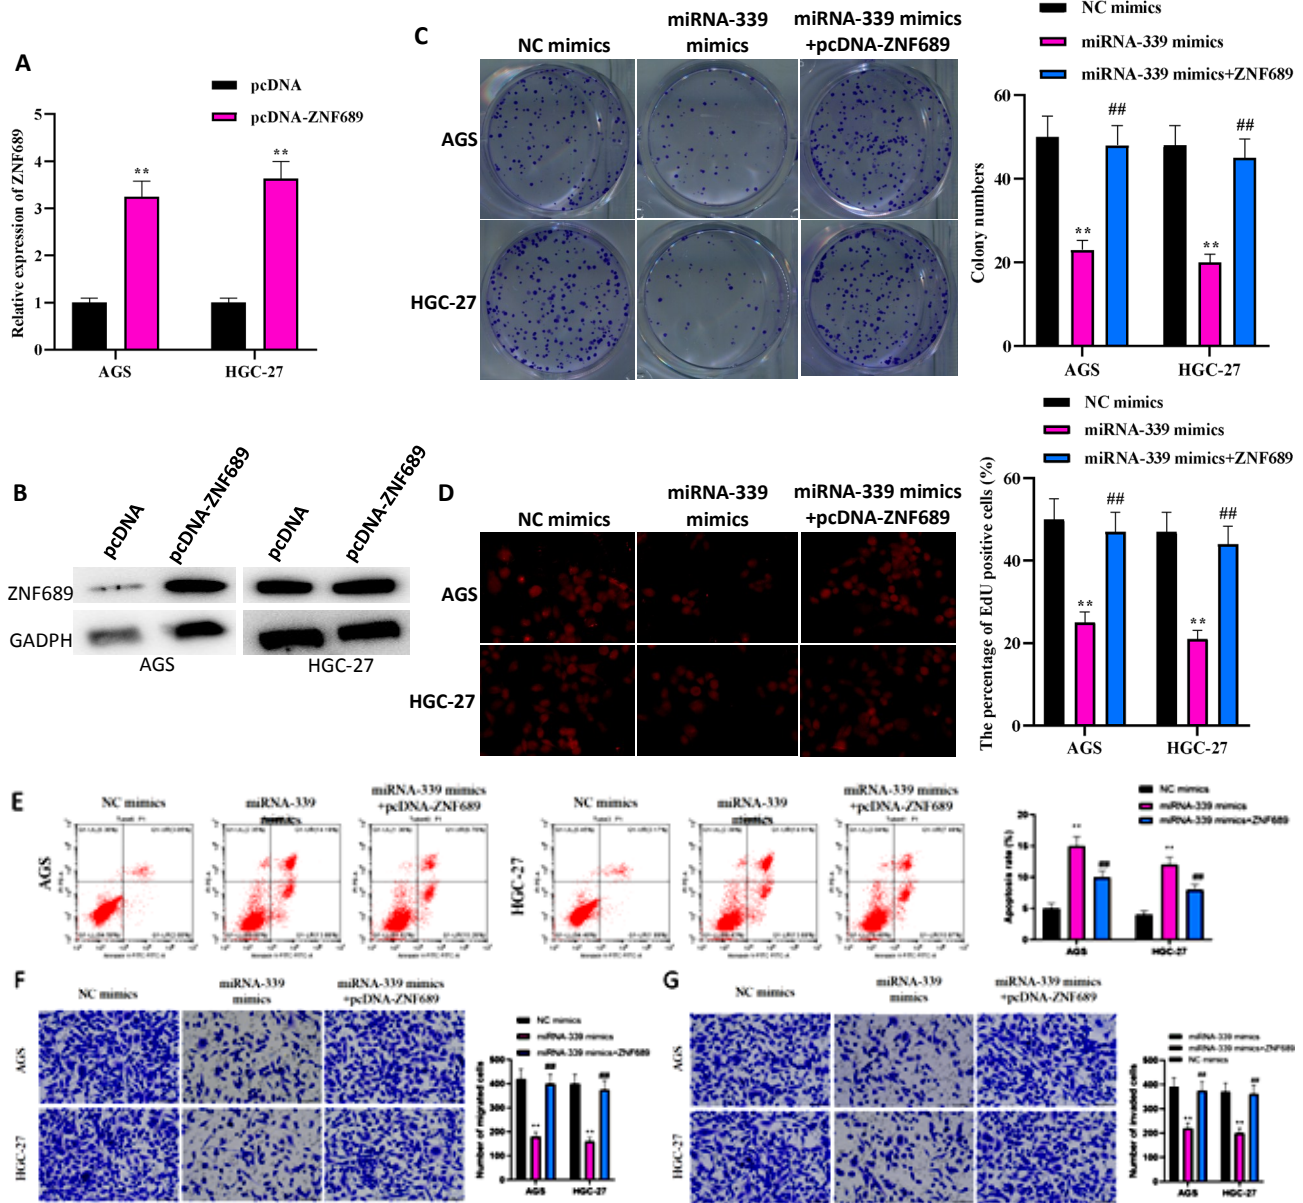 A
pcDNA
pcDNA-ZNF689
Relative expression of ZNF689
5
4
3
2
1
0
**
**
AGS
HGC-27
B
pcDNA
pcDNA-ZNF689
pcDNA
pcDNA-ZNF689
ZNF689
GADPH
AGS
HGC-27
C
NC mimics
miRNA-339
mimics
miRNA-339 mimics
+pcDNA-ZNF689
AGS
HGC-27
NC mimics
miRNA-339 mimics
miRNA-339 mimics+ZNF689
Colony numbers
60
40
20
0
**
##
**
##
AGS
HGC-27
D
NC mimics
miRNA-339
mimics
miRNA-339 mimics
+pcDNA-ZNF689
AGS
HGC-27
NC mimics
miRNA-339 mimics
miRNA-339 mimics+ZNF689
The percentage of EdU positive cells (%)
60
40
20
0
**
##
**
##
AGS
HGC-27
E
NC mimics
miRNA-339
mimics
miRNA-339 mimics
+pcDNA-ZNF689
NC mimics
miRNA-339
mimics
miRNA-339 mimics
+pcDNA-ZNF689
AGS
HGC-27
NC mimics
miRNA-339 mimics
miRNA-339 mimics+ZNF689
Apoptosis rate (%)
20
15
10
5
0
**
##
**
##
AGS
HGC-27
F
NC mimics
miRNA-339
mimics
miRNA-339 mimics
+pcDNA-ZNF689
AGS
HGC-27
NC mimics
miRNA-339 mimics
miRNA-339 mimics+ZNF689
Number of migrated cells
500
400
300
200
100
0
**
##
**
##
AGS
HGC-27
G
NC mimics
miRNA-339
mimics
miRNA-339 mimics
+pcDNA-ZNF689
AGS
HGC-27
miRNA-339 mimics
miRNA-339 mimics+ZNF689
NC mimics
Number of invaded cells
500
400
300
200
100
0
**
##
**
##
AGS
HGC-27